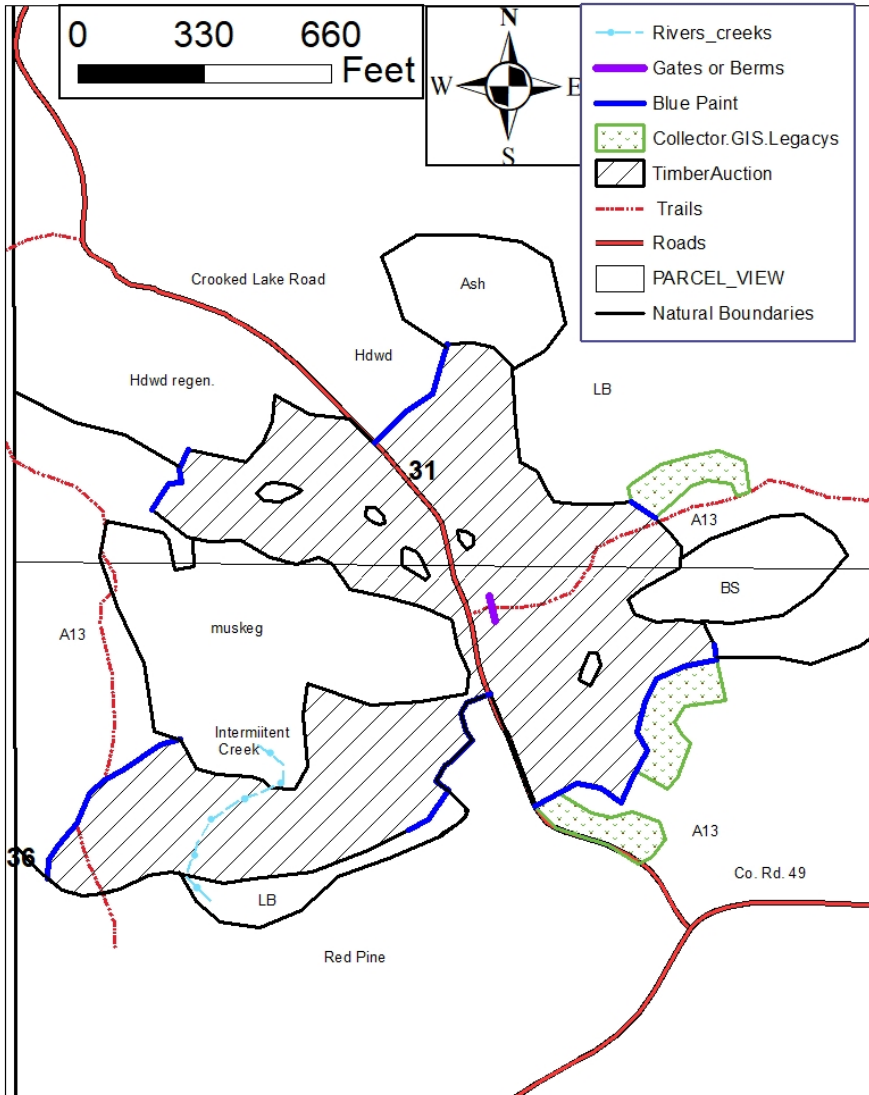 0 330 660
Feet
N
W E
S
Rivers_creeks
Gates or Berms
Blue Paint
Collector.GIS.Legacys
TimberAuction
Trails
Roads
PARCEL_VIEW
Natural Boundaries
Crooked Lake Road
Ash
Hdwd
Hdwd regen.
LB
31
A13
BS
muskeg
A13
Intermiitent
Creek
A13
36
Co. Rd. 49
LB
Red Pine